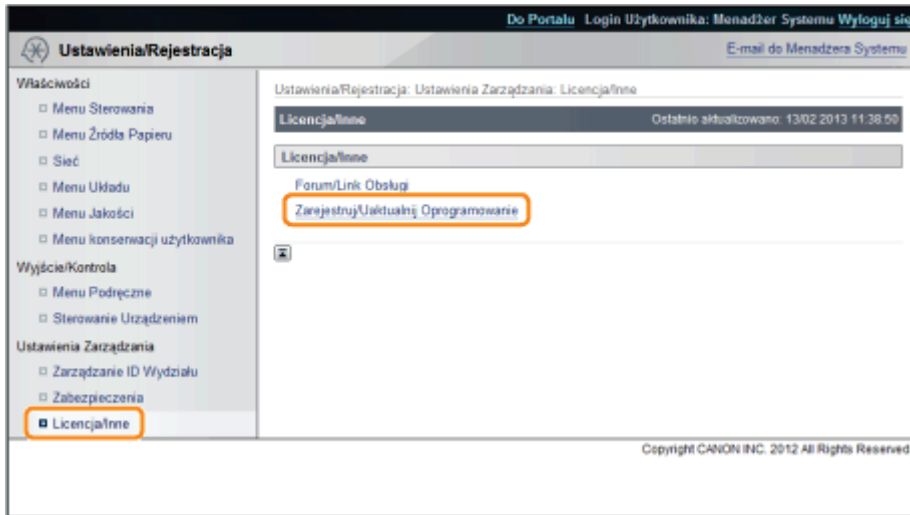 Do Portalu Login Użytkownika: Menadżer Systemu Wyloguj się
Ustawienia/Rejestracja
E-mail do Menadżera Systemu
Właściwości
Menu Sterowania
Menu Źródła Papieru
Sieć
Menu Układu
Menu Jakości
Menu konserwacji użytkownika
Wyjście/Kontrola
Menu Podręczne
Sterowanie Urządzeniem
Ustawienia Zarządzania
Zarządzanie ID Wydziału
Zabezpieczenia
Licencja/Inne
Ustawienia/Rejestracja: Ustawienia Zarządzania: Licencja/Inne
Licencja/Inne Ostatnio aktualizowano: 13/02 2013 11:38:50
Licencja/Inne
Forum/Link Obsługi
Zarejestruj/Uaktualnij Oprogramowanie
Copyright CANON INC. 2012 All Rights Reserved